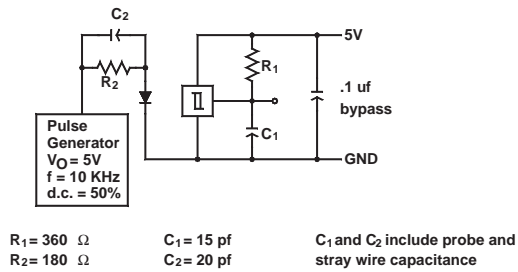 C2
R2
Pulse
Generator
VO = 5V
f = 10 KHz
d.c. = 50%
5V
R1
.1 uf
bypass
C1
GND
R1 = 360 Ω
R2 = 180 Ω
C1 = 15 pf
C2 = 20 pf
C1 and C2 include probe and
stray wire capacitance